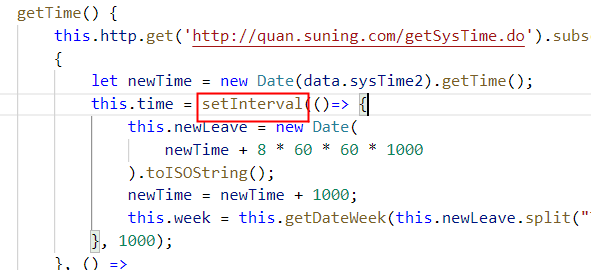 getTime() {
this.http.get('http://quan.suning.com/getSysTime.do').subs
{
let newTime = new Date(data.sysTime2).getTime();
this.time = setInterval(()=> {
this.newLeave = new Date(
newTime + 8 * 60 * 60 * 1000
).toISOString();
newTime = newTime + 1000;
this.week = this.getDateWeek(this.newLeave.split("
}, 1000);
}, () =>